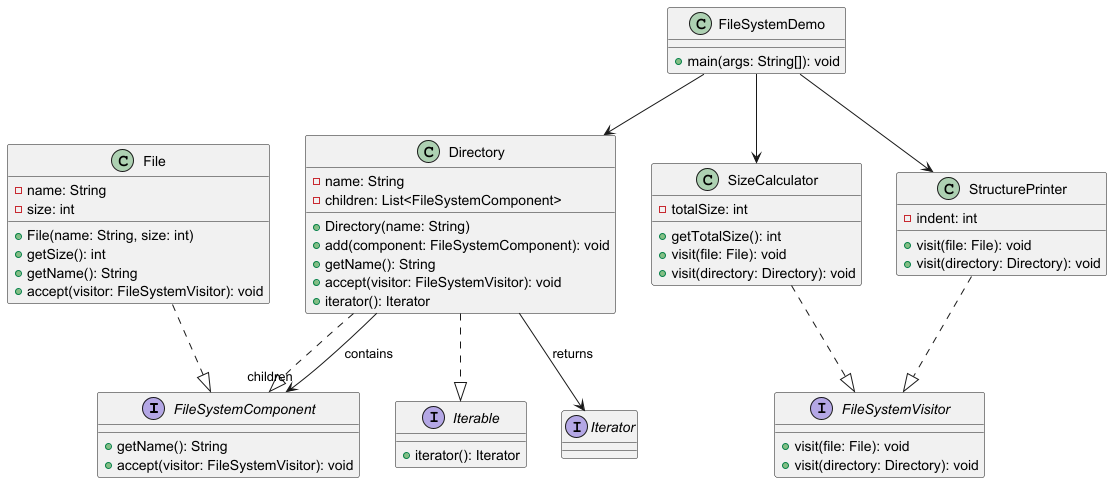 C FileSystemDemo
main(args: String[]): void
C File
name: String
size: int
File(name: String, size: int)
getSize(): int
getName(): String
accept(visitor: FileSystemVisitor): void
C Directory
name: String
children: List<FileSystemComponent>
Directory(name: String)
add(component: FileSystemComponent): void
getName(): String
accept(visitor: FileSystemVisitor): void
iterator(): Iterator
C SizeCalculator
totalSize: int
getTotalSize(): int
visit(file: File): void
visit(directory: Directory): void
C StructurePrinter
indent: int
visit(file: File): void
visit(directory: Directory): void
contains
children
returns
I FileSystemComponent
getName(): String
accept(visitor: FileSystemVisitor): void
I Iterable
iterator(): Iterator
I Iterator
I FileSystemVisitor
visit(file: File): void
visit(directory: Directory): void